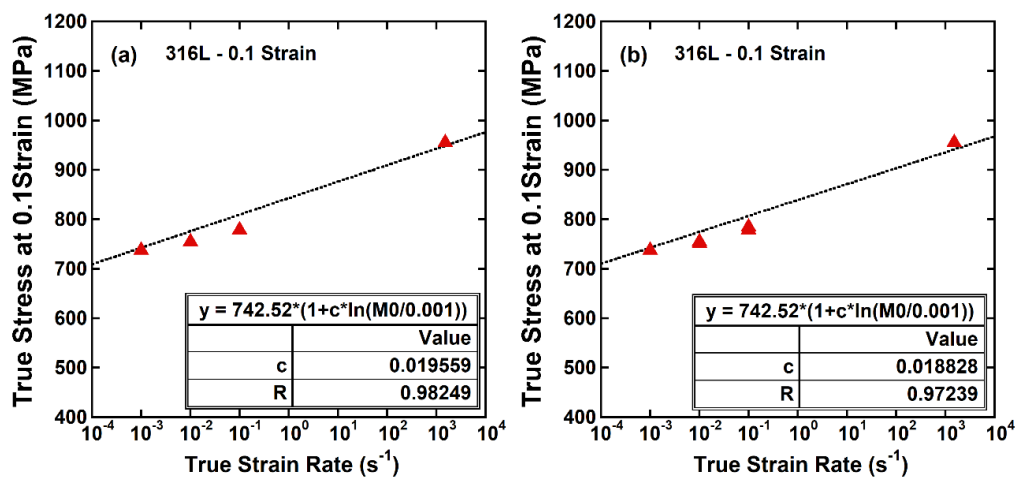 (a) 316L - 0.1 Strain
True Stress at 0.1Strain (MPa)
1200
1100
1000
900
800
700
600
500
400
y = 742.52*(1+c*ln(M0/0.001))
Value
c 0.019559
R 0.98249
10⁻⁴ 10⁻³ 10⁻² 10⁻¹ 10⁰ 10¹ 10² 10³ 10⁴
True Strain Rate (s⁻¹)
(b) 316L - 0.1 Strain
True Stress at 0.1Strain (MPa)
1200
1100
1000
900
800
700
600
500
400
y = 742.52*(1+c*ln(M0/0.001))
Value
c 0.018828
R 0.97239
10⁻⁴ 10⁻³ 10⁻² 10⁻¹ 10⁰ 10¹ 10² 10³ 10⁴
True Strain Rate (s⁻¹)